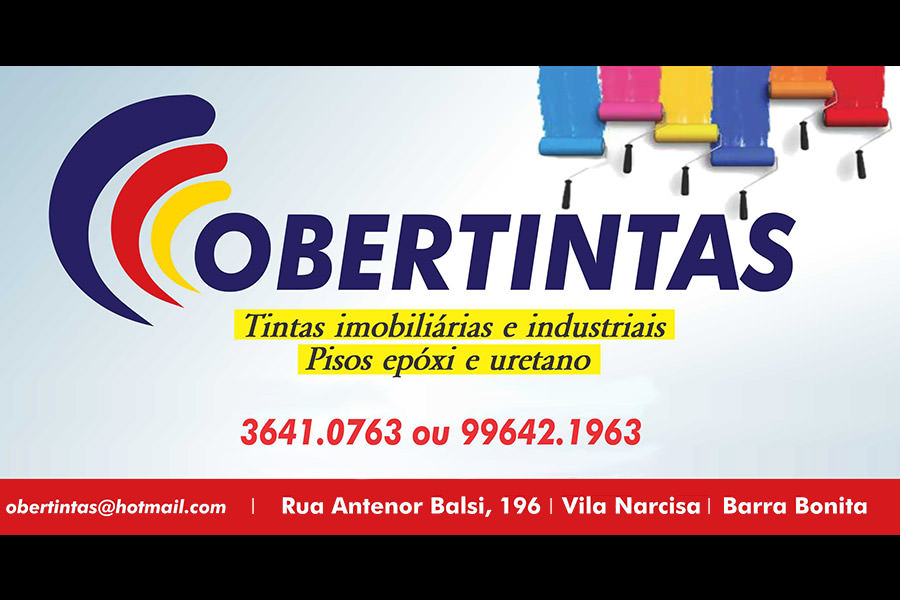 OBERTINTAS
Tintas imobiliárias e industriais
Pisos epóxi e uretano
3641.0763 ou 99642.1963
obertintas@hotmail.com | Rua Antenor Balsi, 196 | Vila Narcisa | Barra Bonita